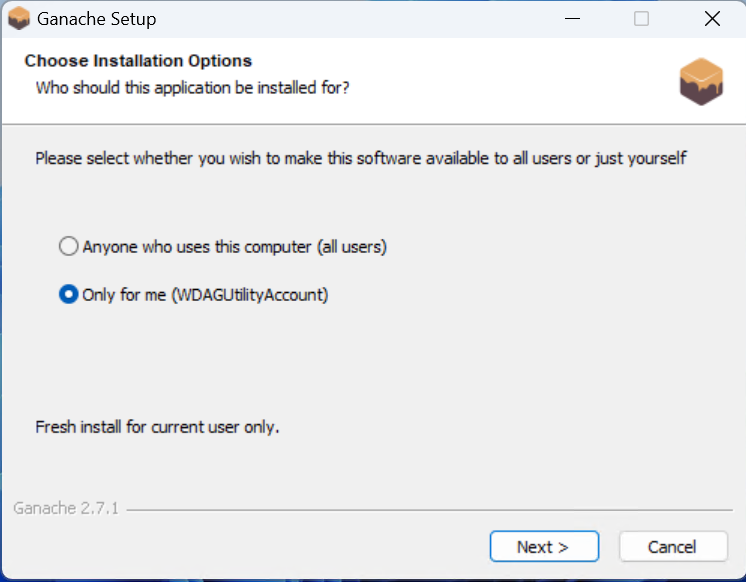 Ganache Setup
Choose Installation Options
Who should this application be installed for?
Please select whether you wish to make this software available to all users or just yourself
Anyone who uses this computer (all users)
Only for me (WDAGUtilityAccount)
Fresh install for current user only.
Ganache 2.7.1
Next >
Cancel